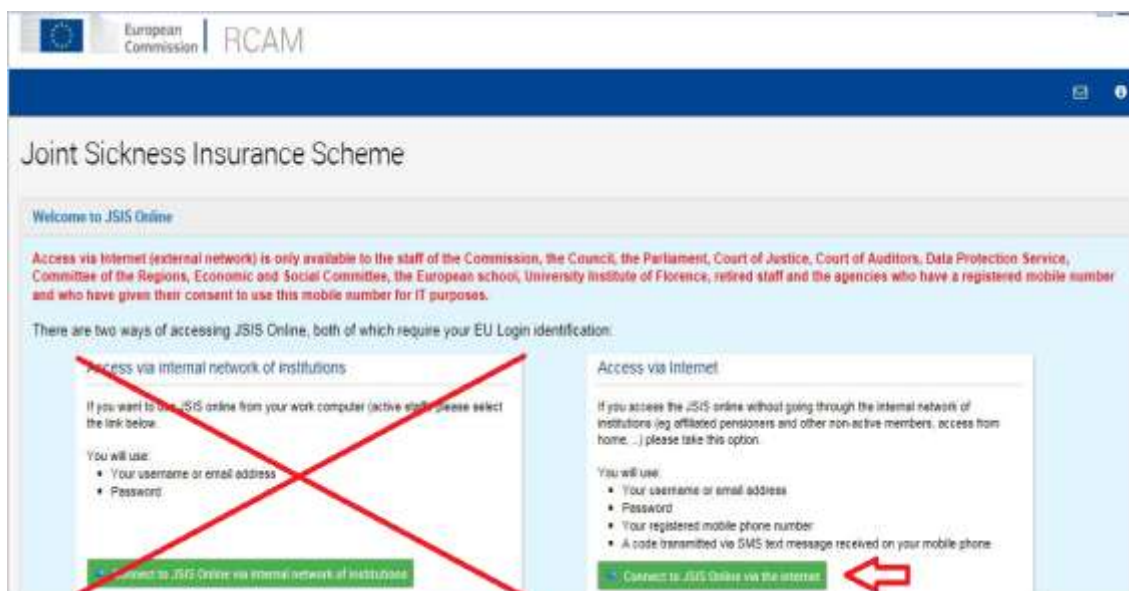 European
Commission
RCAM
Joint Sickness Insurance Scheme
Welcome to JSIS Online
Access via Internet (external network) is only available to the staff of the Commission, the Council, the Parliament, Court of Justice, Court of Auditors, Data Protection Service,
Committee of the Regions, Economic and Social Committee, the European school, University Institute of Florence, retired staff and the agencies who have a registered mobile number
and who have given their consent to use this mobile number for IT purposes.
There are two ways of accessing JSIS Online, both of which require your EU Login identification:
Access via internal network of institutions
If you want to use JSIS online from your work computer (active staff) please select
the link below.
You will use:
• Your username or email address
• Password
Connect to JSIS Online via internal network of institutions
Access via Internet
If you access the JSIS online without going through the internal network of
institutions (eg affiliated pensioners and other non-active members, access from
home, ...) please take this option.
You will use:
• Your username or email address
• Password
• Your registered mobile phone number
• A code transmitted via SMS text message received on your mobile phone
Connect to JSIS Online via the internet